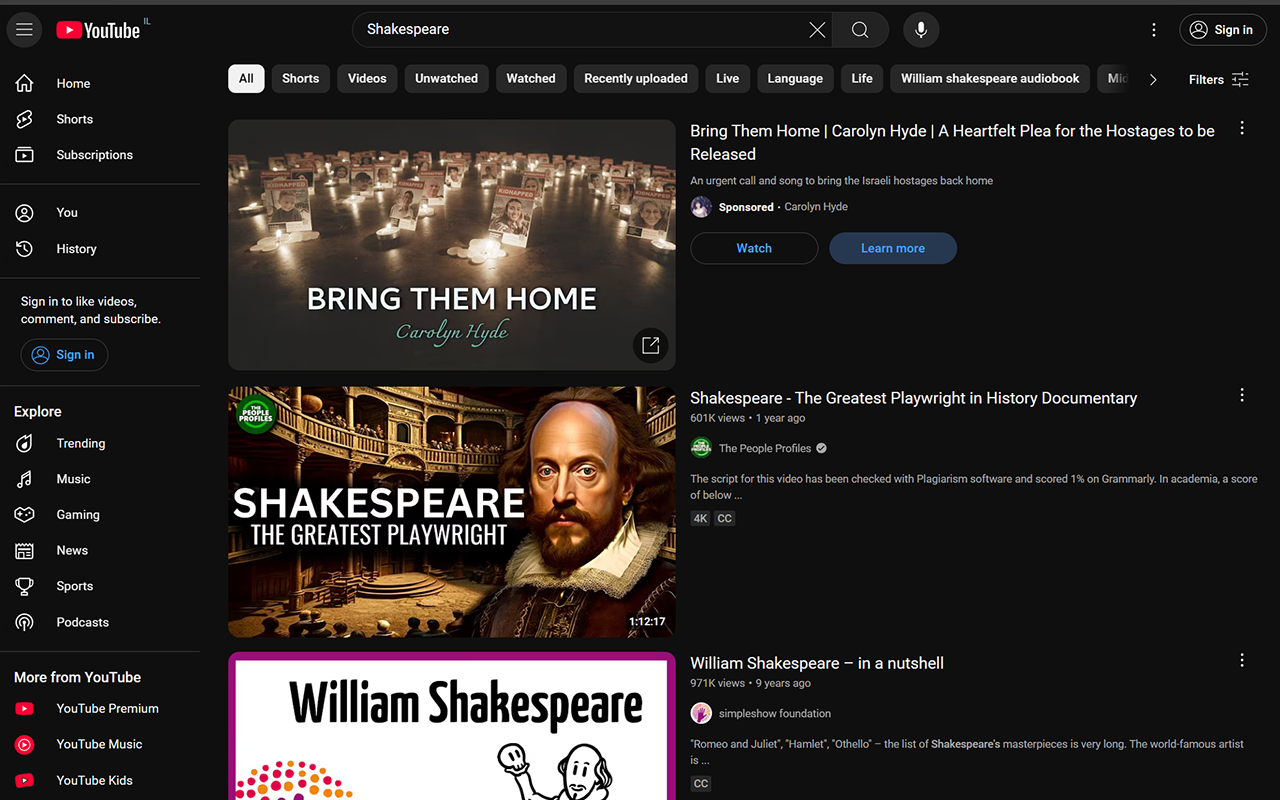 YouTube IL
Shakespeare
Sign in
All
Shorts
Videos
Unwatched
Watched
Recently uploaded
Live
Language
Life
William shakespeare audiobook
Filters
Home
Shorts
Subscriptions
You
History
Sign in to like videos,
comment, and subscribe.
Sign in
Explore
Trending
Music
Gaming
News
Sports
Podcasts
More from YouTube
YouTube Premium
YouTube Music
YouTube Kids
KIDNAPPED
KIDNAPPED
KIDNAPPED
BRING THEM HOME
Carolyn Hyde
Bring Them Home | Carolyn Hyde | A Heartfelt Plea for the Hostages to be
Released
An urgent call and song to bring the Israeli hostages back home
Sponsored · Carolyn Hyde
Watch
Learn more
THE
PEOPLE
PROFILES
SHAKESPEARE
THE GREATEST PLAYWRIGHT
1:12:17
Shakespeare - The Greatest Playwright in History Documentary
601K views • 1 year ago
The People Profiles
The script for this video has been checked with Plagiarism software and scored 1% on Grammarly. In academia, a score
of below ...
4K CC
William Shakespeare
William Shakespeare – in a nutshell
971K views • 9 years ago
simpleshow foundation
"Romeo and Juliet", "Hamlet", "Othello" – the list of Shakespeare's masterpieces is very long. The world-famous artist
is ...
CC